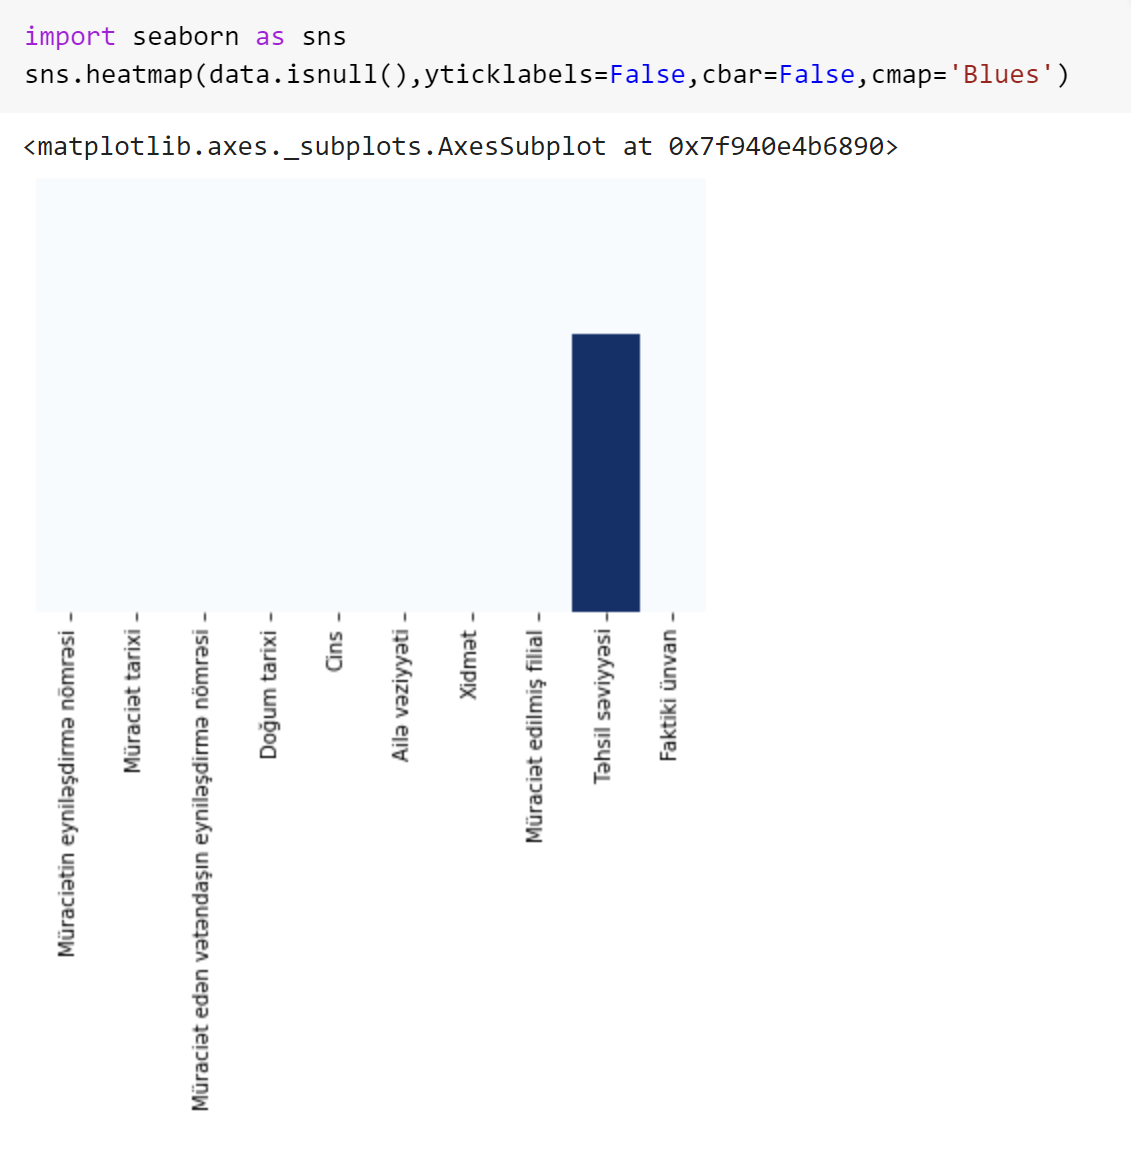 import seaborn as sns
sns.heatmap(data.isnull(),yticklabels=False,cbar=False,cmap='Blues')
<matplotlib.axes._subplots.AxesSubplot at 0x7f940e4b6890>
Müraciətin eyniləşdirmə nömrəsi
Müraciət tarixi
Müraciət edən vətəndaşın eyniləşdirmə nömrəsi
Doğum tarixi
Cins
Ailə vəziyyəti
Xidmət
Müraciət edilmiş filial
Təhsil səviyyəsi
Faktiki ünvan